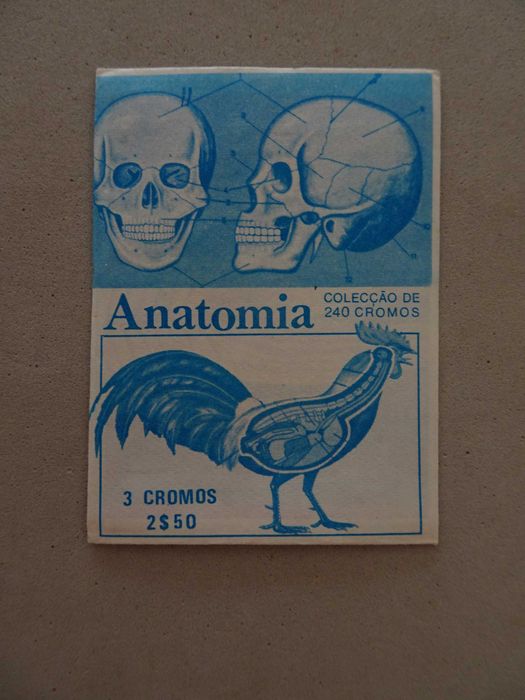 Anatomia
COLECÇÃO DE
240 CROMOS
3 CROMOS
2$50